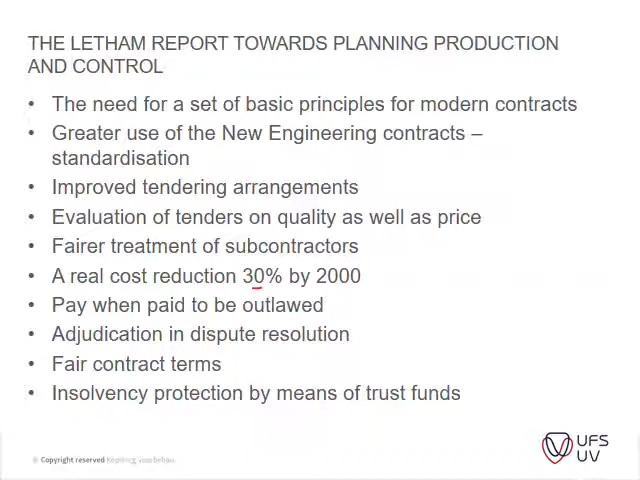 THE LETHAM REPORT TOWARDS PLANNING PRODUCTION
AND CONTROL
• The need for a set of basic principles for modern contracts
• Greater use of the New Engineering contracts –
standardisation
• Improved tendering arrangements
• Evaluation of tenders on quality as well as price
• Fairer treatment of subcontractors
• A real cost reduction 30% by 2000
• Pay when paid to be outlawed
• Adjudication in dispute resolution
• Fair contract terms
• Insolvency protection by means of trust funds
© Copyright reserved Kopiereg voorbehou
UFS
UV